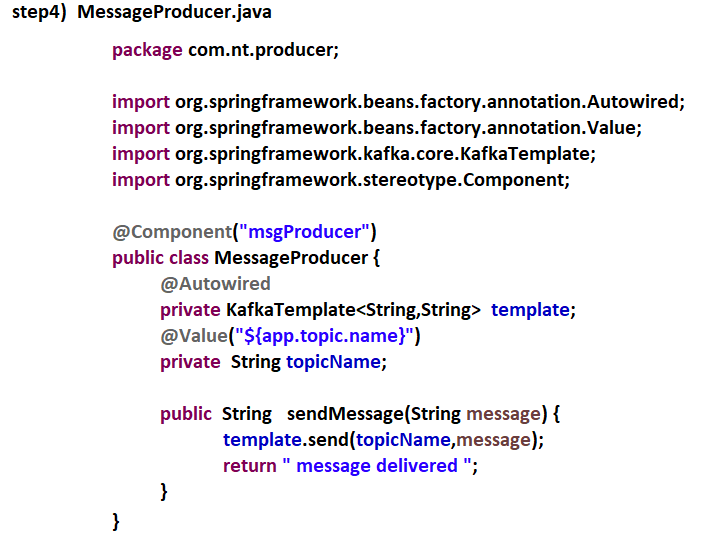 step4)  MessageProducer.java
package com.nt.producer;
import org.springframework.beans.factory.annotation.Autowired;
import org.springframework.beans.factory.annotation.Value;
import org.springframework.kafka.core.KafkaTemplate;
import org.springframework.stereotype.Component;
@Component("msgProducer")
public class MessageProducer {
@Autowired
private KafkaTemplate<String,String>  template;
@Value("${app.topic.name}")
private  String topicName;
public  String   sendMessage(String message) {
template.send(topicName,message);
return " message delivered ";
}
}